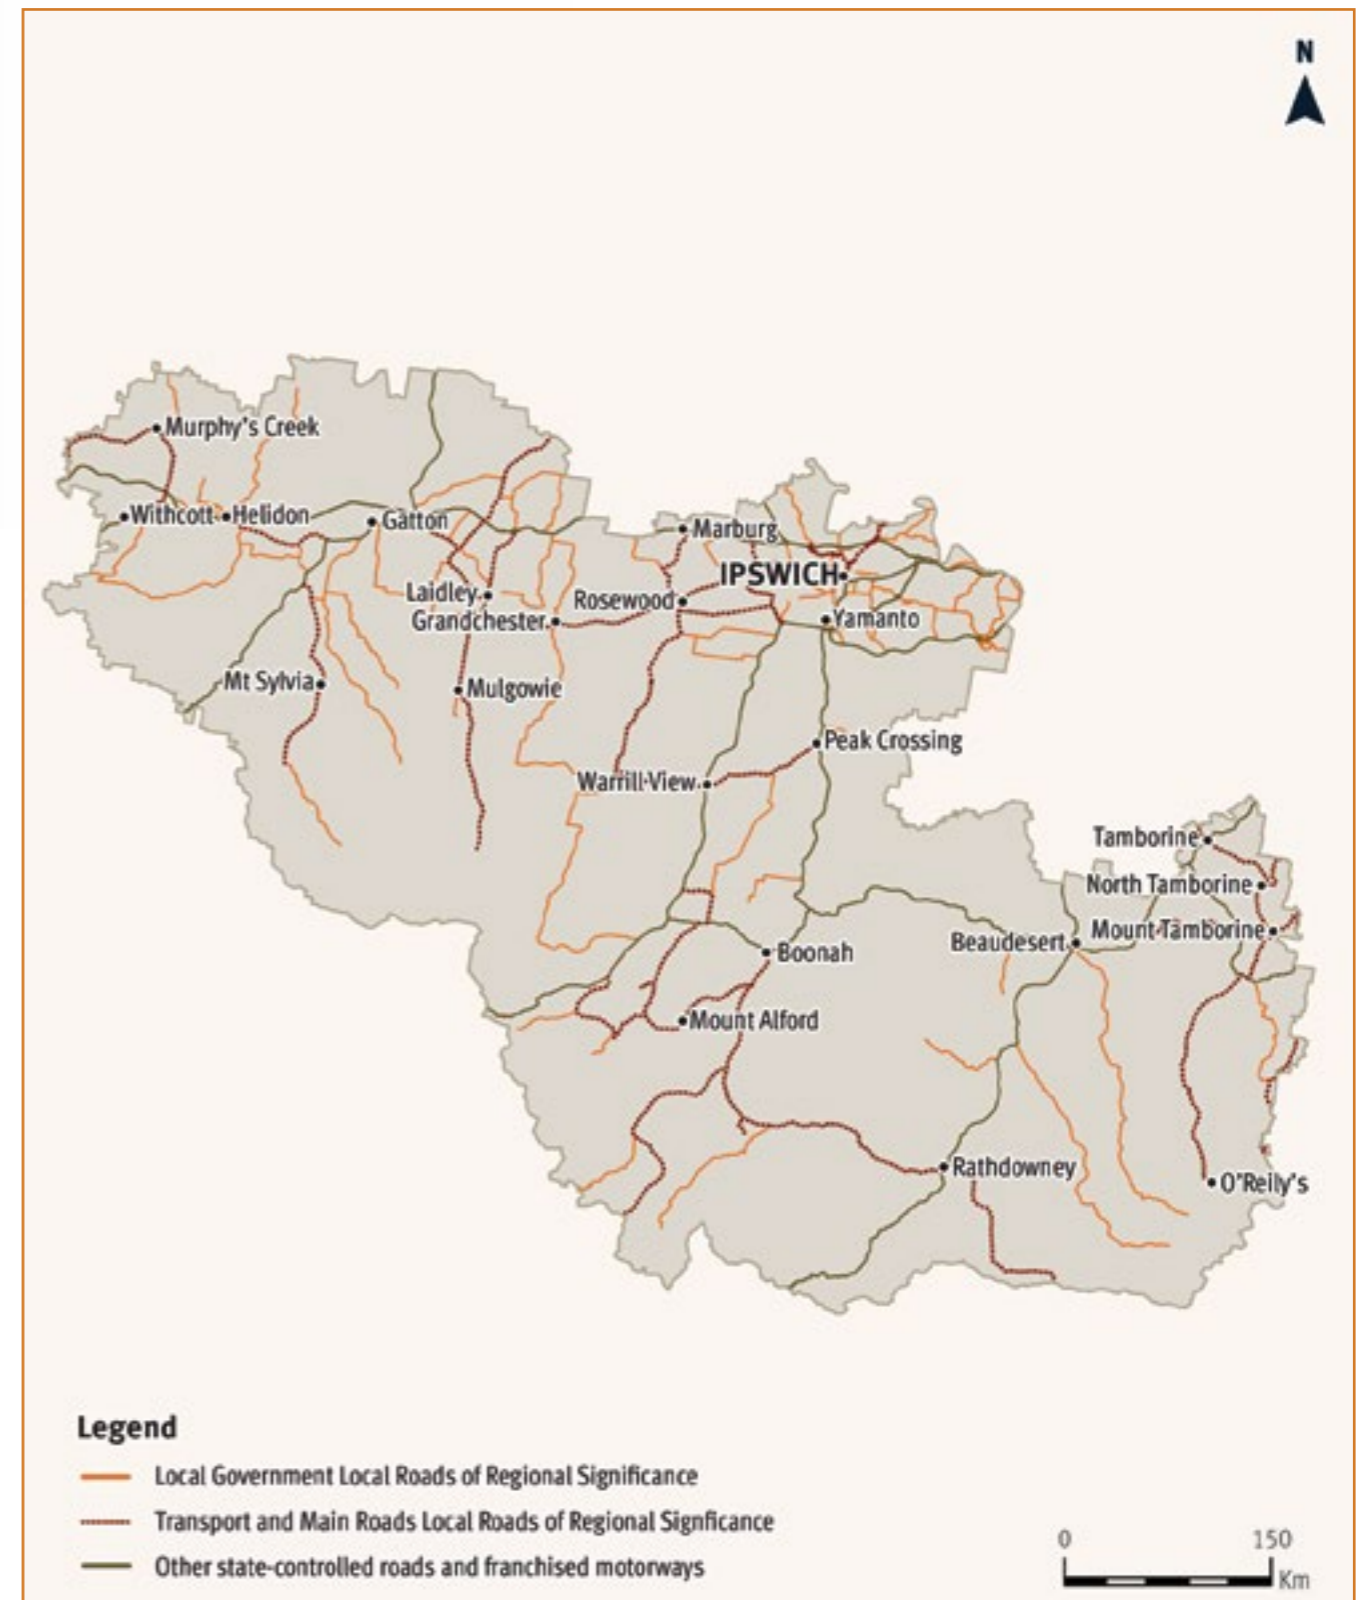 N
Murphy's Creek
Withcott
Helidon
Gatton
Marburg
IPSWICH
Laidley
Rosewood
Grandchester
Yamanto
Mt Sylvia
Mulgowie
Peak Crossing
Warrill View
Tamborine
North Tamborine
Mount Tamborine
Beaudesert
Boonah
Mount Alford
Rathdowney
O'Reily's
Legend
Local Government Local Roads of Regional Significance
Transport and Main Roads Local Roads of Regional Signficance
Other state-controlled roads and franchised motorways
0 150
Km